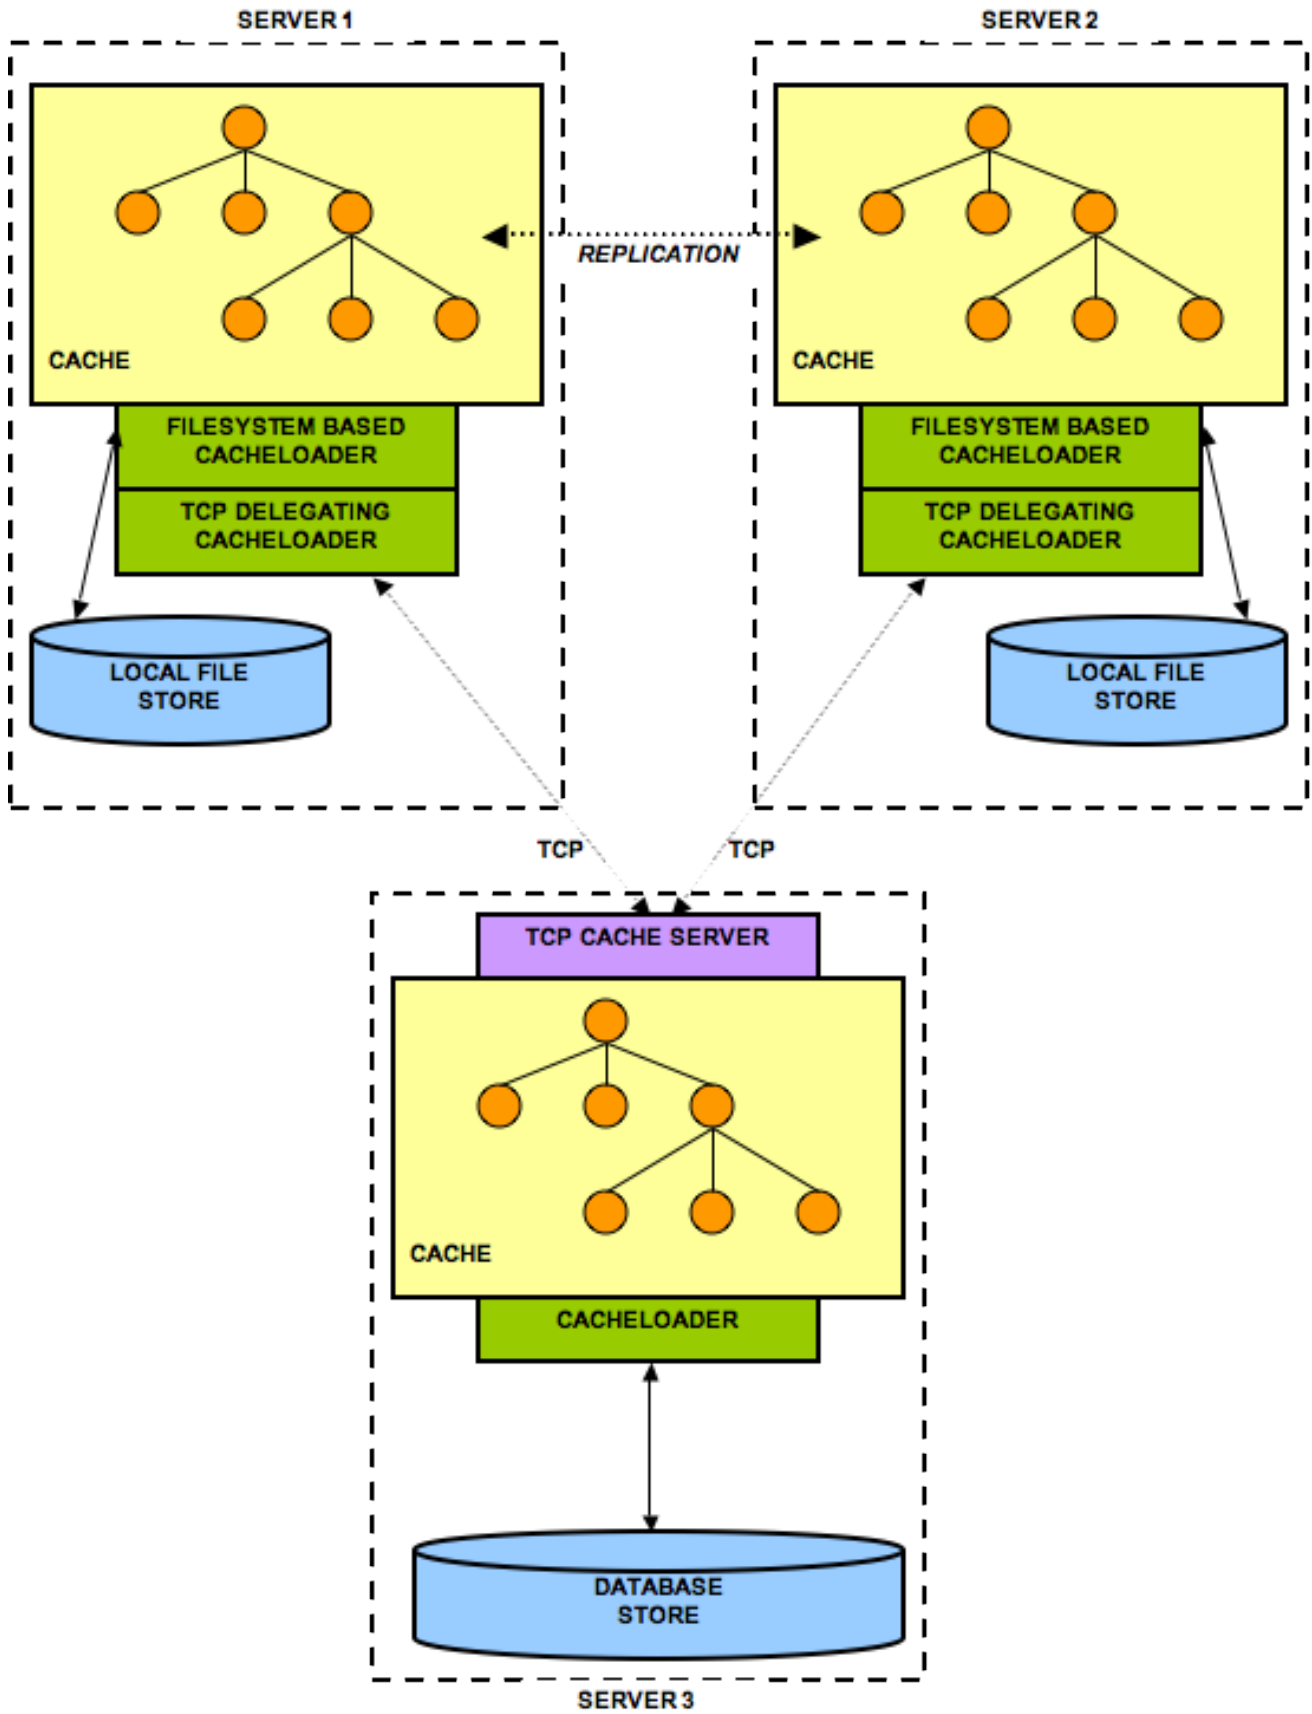 SERVER 1
SERVER 2
REPLICATION
CACHE
CACHE
FILESYSTEM BASED
CACHELOADER
FILESYSTEM BASED
CACHELOADER
TCP DELEGATING
CACHELOADER
TCP DELEGATING
CACHELOADER
LOCAL FILE
STORE
LOCAL FILE
STORE
TCP
TCP
TCP CACHE SERVER
CACHE
CACHELOADER
DATABASE
STORE
SERVER 3